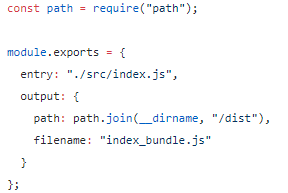 const path = require("path");

module.exports = {
  entry: "./src/index.js",
  output: {
    path: path.join(__dirname, "/dist"),
    filename: "index_bundle.js"
  }
};